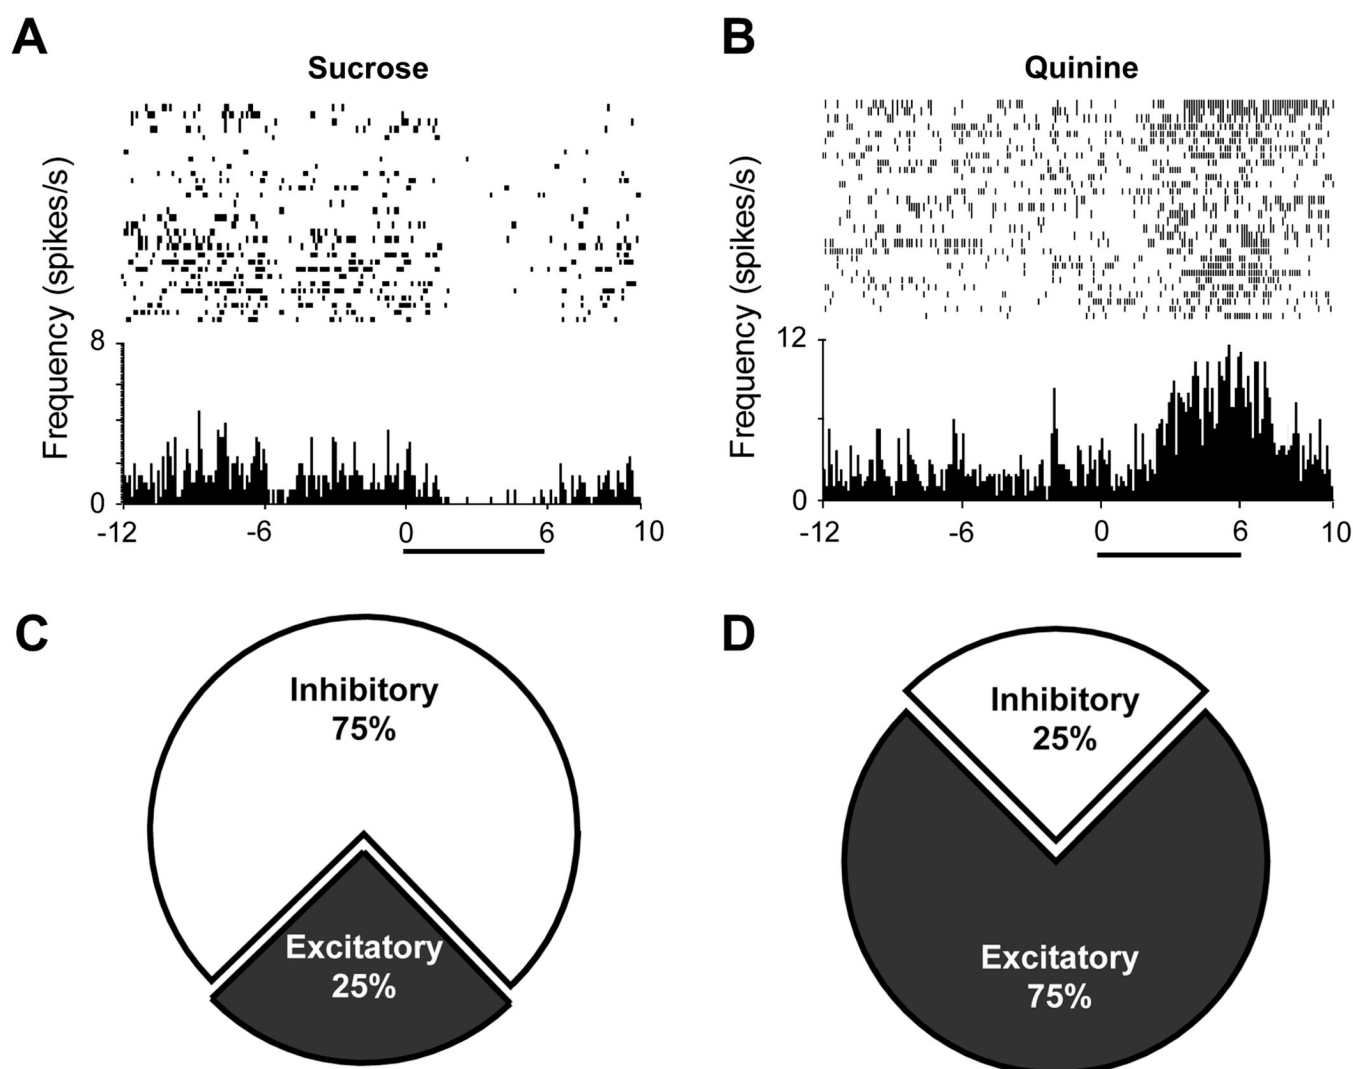 A
Sucrose
Frequency (spikes/s)
8
0
-12 -6 0 6 10
B
Quinine
Frequency (spikes/s)
12
0
-12 -6 0 6 10
C
Inhibitory
75%
Excitatory
25%
D
Inhibitory
25%
Excitatory
75%